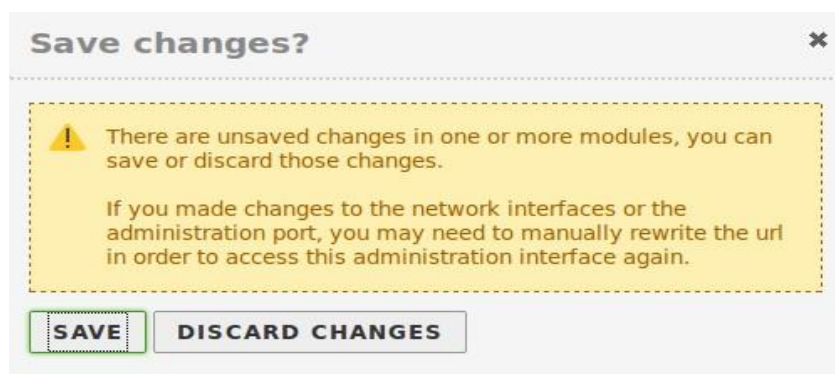 Save changes?
There are unsaved changes in one or more modules, you can
save or discard those changes.
If you made changes to the network interfaces or the
administration port, you may need to manually rewrite the url
in order to access this administration interface again.
SAVE
DISCARD CHANGES